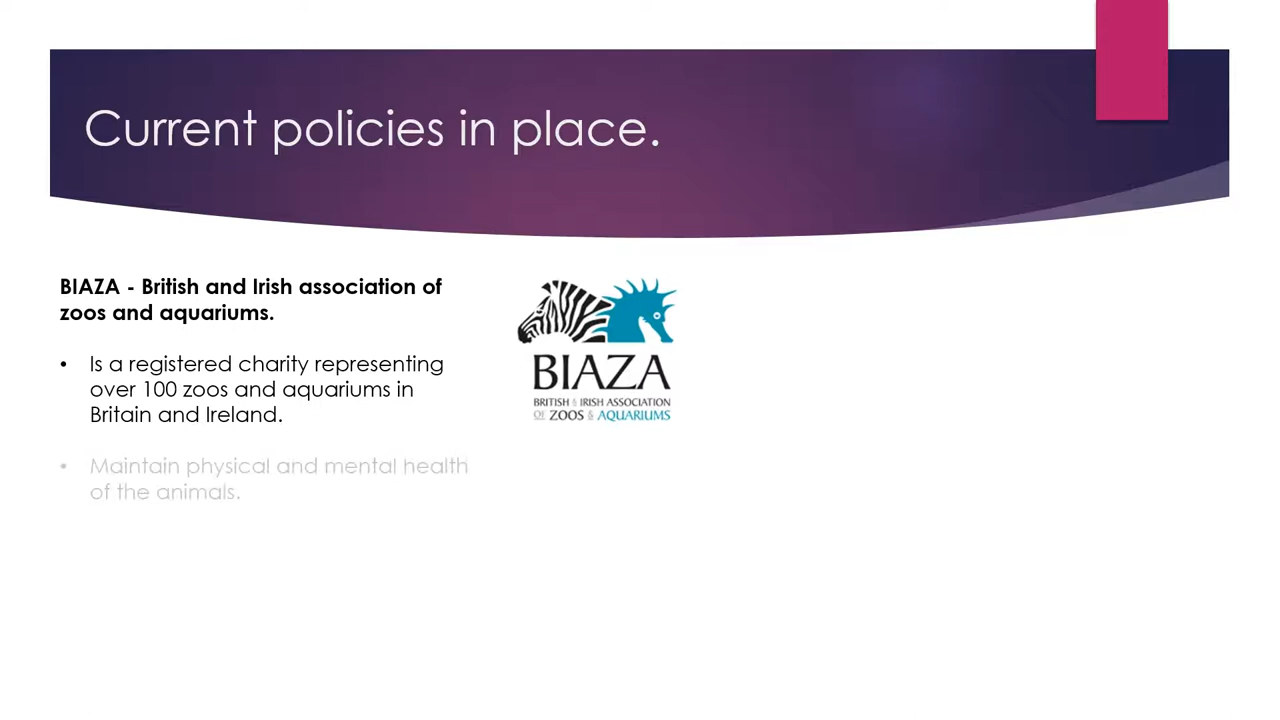 Current policies in place.
BIAZA - British and Irish association of
zoos and aquariums.
• Is a registered charity representing
over 100 zoos and aquariums in
Britain and Ireland.
• Maintain physical and mental health
of the animals.
BIAZA
BRITISH & IRISH ASSOCIATION
OF ZOOS & AQUARIUMS